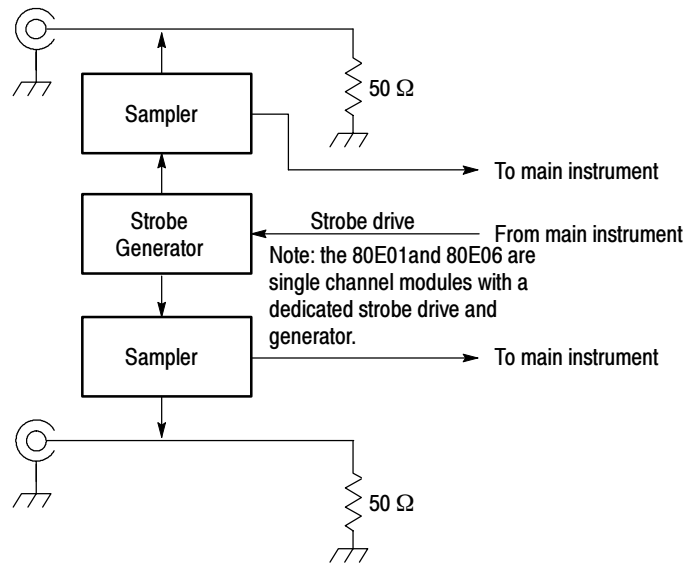 50 Ω
Sampler
To main instrument
Strobe
Generator
Strobe drive
From main instrument
Note: the 80E01and 80E06 are
single channel modules with a
dedicated strobe drive and
generator.
Sampler
To main instrument
50 Ω